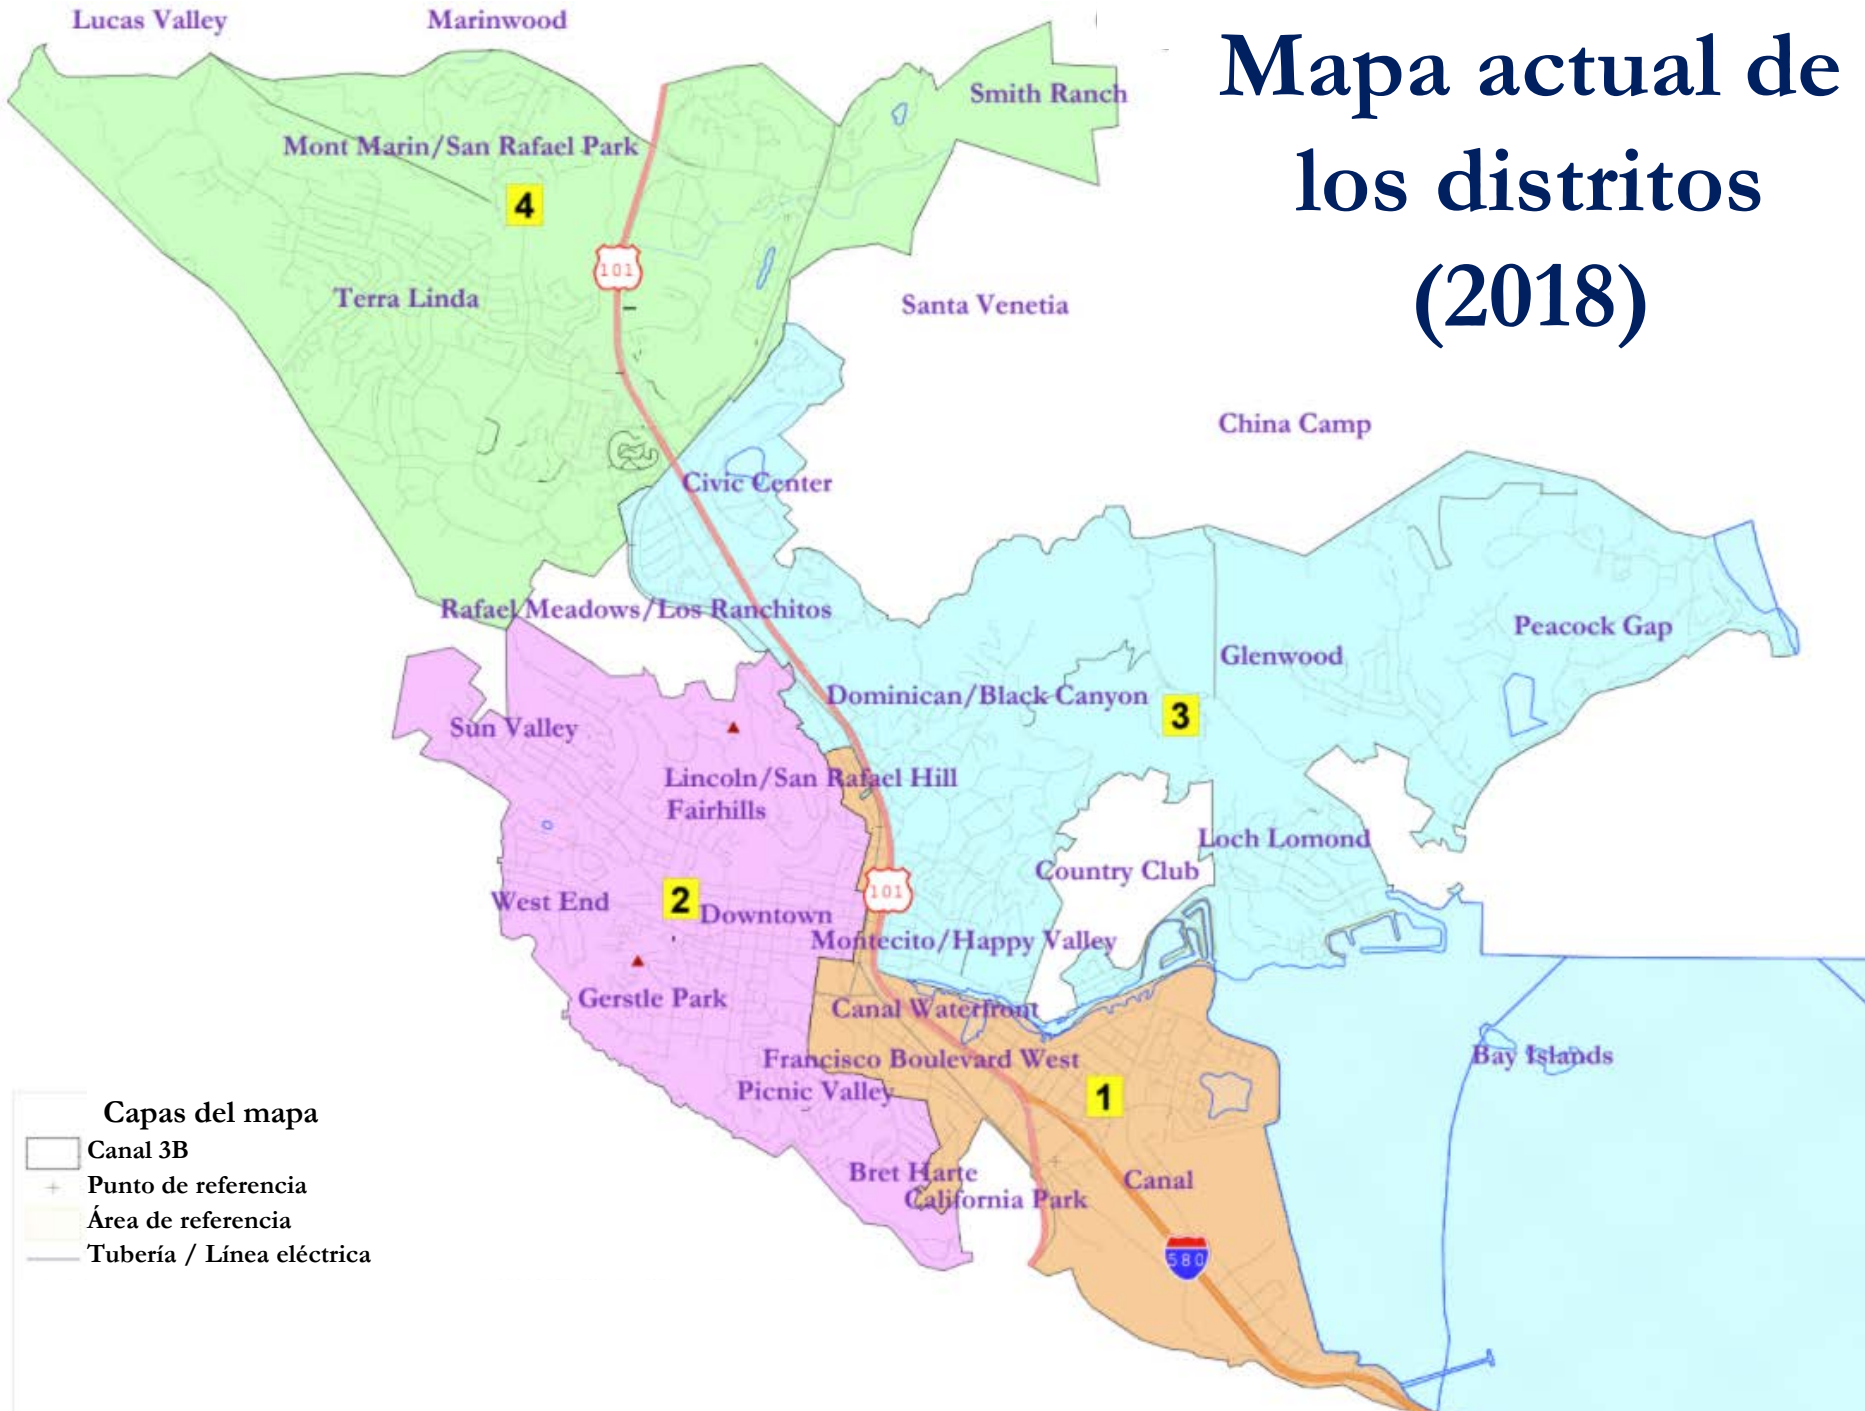 Mapa actual de
los distritos
(2018)
Lucas Valley
Marinwood
Smith Ranch
Mont Marin/San Rafael Park
4
101
Terra Linda
Santa Venetia
China Camp
Civic Center
Rafael Meadows/Los Ranchitos
Peacock Gap
Glenwood
Dominican/Black Canyon
3
Sun Valley
Lincoln/San Rafael Hill
Fairhills
Loch Lomond
Country Club
101
West End
2
Downtown
Montecito/Happy Valley
Gerstle Park
Canal Waterfront
Francisco Boulevard West
Bay Islands
Picnic Valley
1
Bret Harte
Canal
California Park
580
Capas del mapa
Canal 3B
Punto de referencia
Área de referencia
Tubería / Línea eléctrica